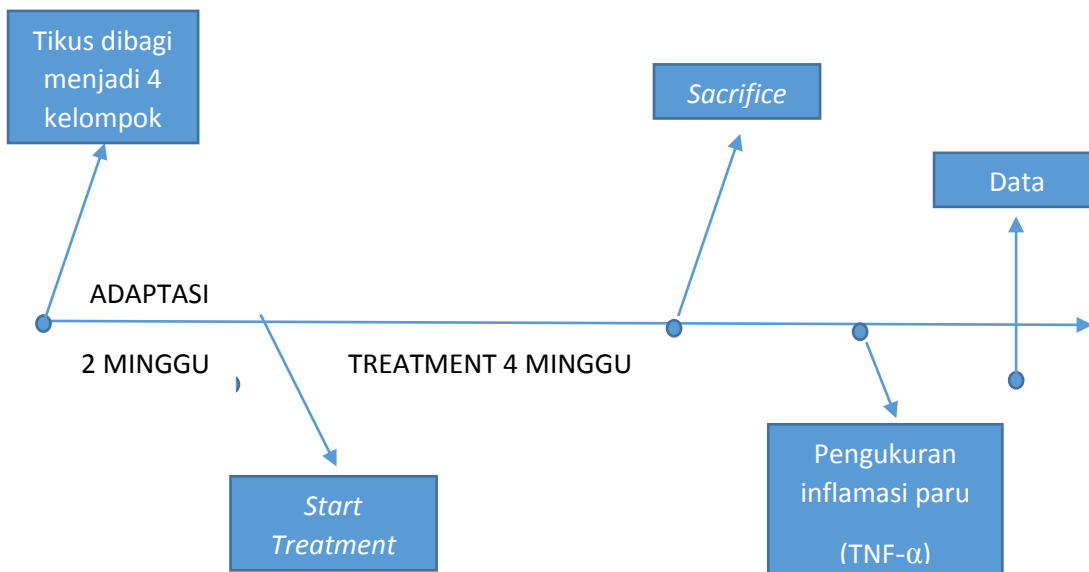 Tikus dibagi
menjadi 4
kelompok
Sacrifice
Data
ADAPTASI
2 MINGGU
TREATMENT 4 MINGGU
Start
Treatment
Pengukuran
inflamasi paru
(TNF-α)